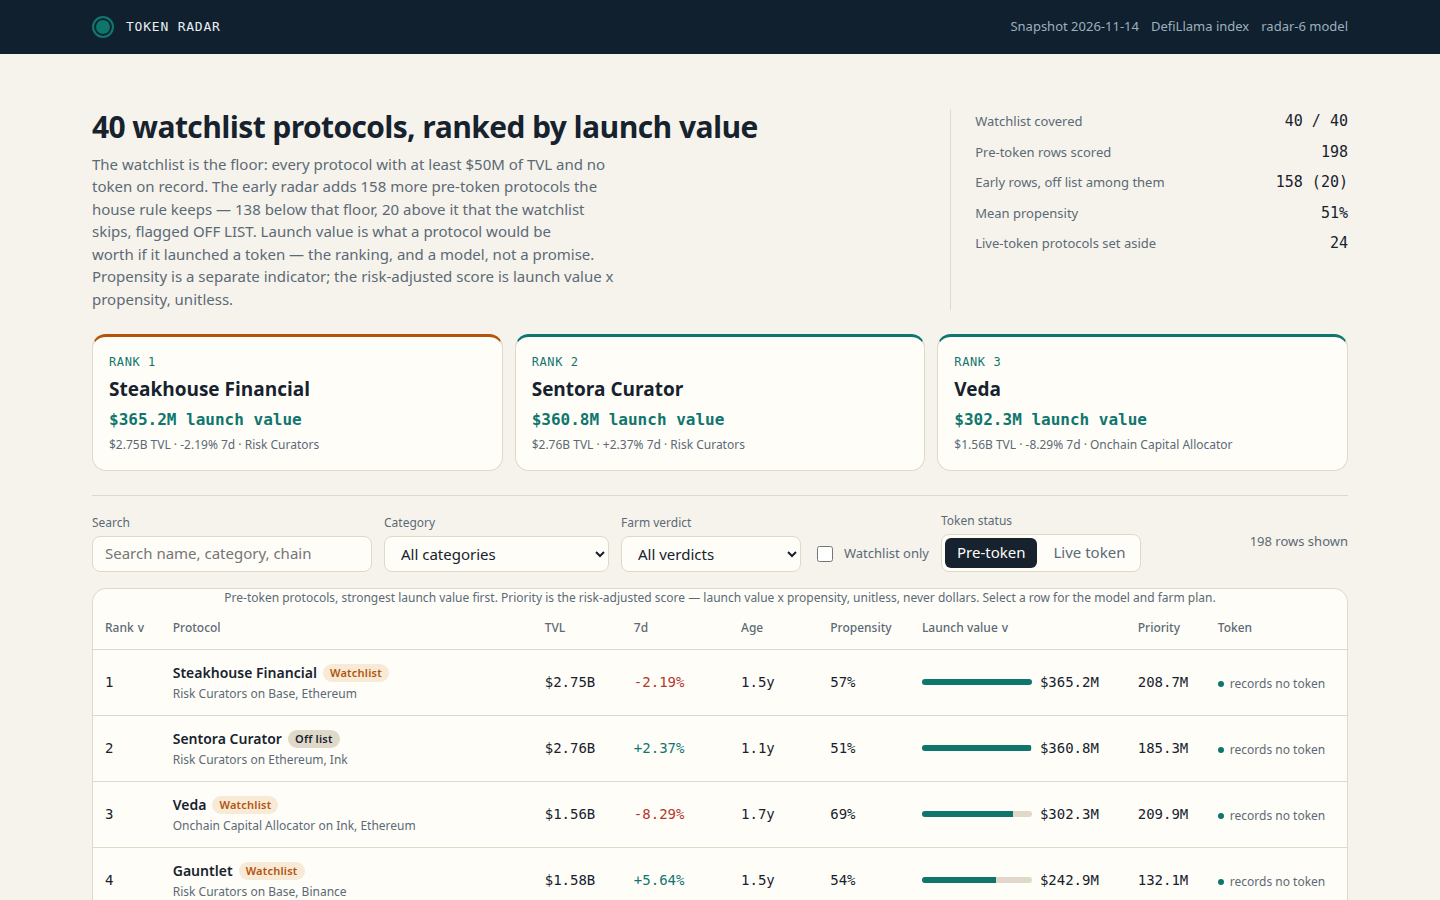 TOKEN RADAR
Snapshot 2026-11-14 DefiLlama index radar-6 model
40 watchlist protocols, ranked by launch value
The watchlist is the floor: every protocol with at least $50M of TVL and no
token on record. The early radar adds 158 more pre-token protocols the
house rule keeps — 138 below that floor, 20 above it that the watchlist
skips, flagged OFF LIST. Launch value is what a protocol would be
worth if it launched a token — the ranking, and a model, not a promise.
Propensity is a separate indicator; the risk-adjusted score is launch value x
propensity, unitless.
Watchlist covered 40 / 40
Pre-token rows scored 198
Early rows, off list among them 158 (20)
Mean propensity 51%
Live-token protocols set aside 24
RANK 1
Steakhouse Financial
$365.2M launch value
$2.75B TVL · -2.19% 7d · Risk Curators
RANK 2
Sentora Curator
$360.8M launch value
$2.76B TVL · +2.37% 7d · Risk Curators
RANK 3
Veda
$302.3M launch value
$1.56B TVL · -8.29% 7d · Onchain Capital Allocator
Search
Search name, category, chain
Category
All categories
Farm verdict
All verdicts
Watchlist only
Token status
Pre-token Live token
198 rows shown
Pre-token protocols, strongest launch value first. Priority is the risk-adjusted score — launch value x propensity, unitless, never dollars. Select a row for the model and farm plan.
Rank v Protocol TVL 7d Age Propensity Launch value v Priority Token
1 Steakhouse Financial Watchlist $2.75B -2.19% 1.5y 57% $365.2M 208.7M records no token
Risk Curators on Base, Ethereum
2 Sentora Curator Off list $2.76B +2.37% 1.1y 51% $360.8M 185.3M records no token
Risk Curators on Ethereum, Ink
3 Veda Watchlist $1.56B -8.29% 1.7y 69% $302.3M 209.9M records no token
Onchain Capital Allocator on Ink, Ethereum
4 Gauntlet Watchlist $1.58B +5.64% 1.5y 54% $242.9M 132.1M records no token
Risk Curators on Base, Binance